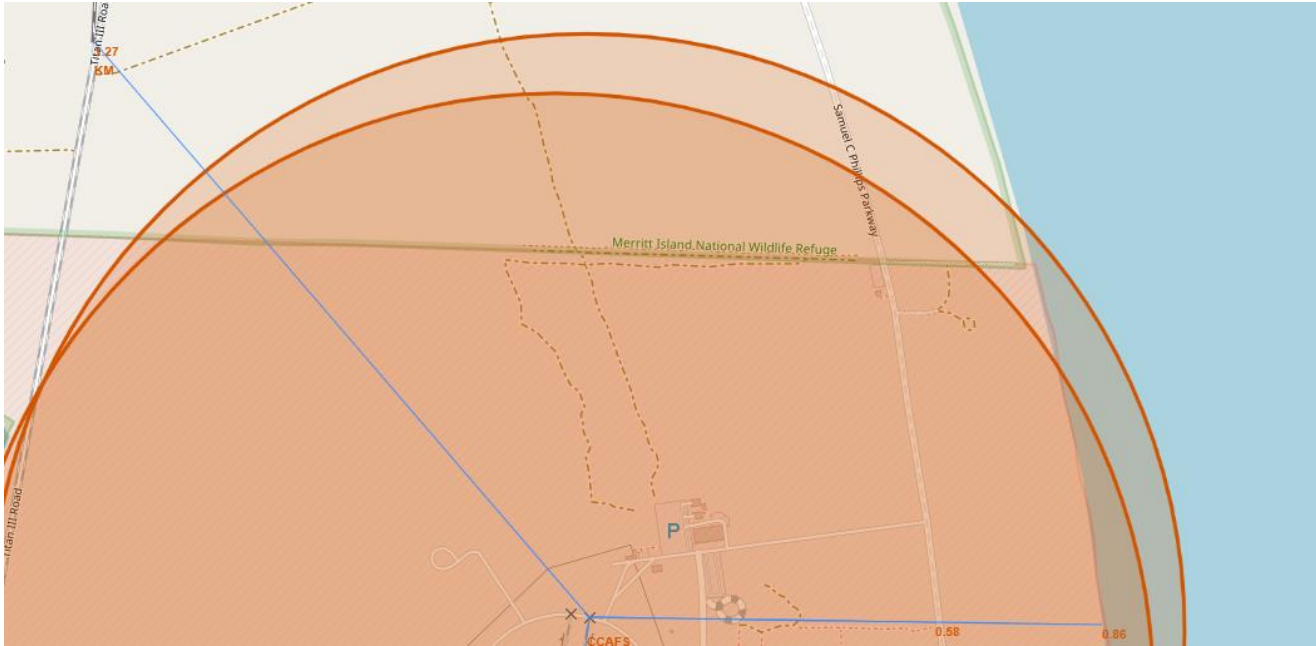 Titan III Roa
1.27
KM
Samuel C Phillips Parkway
Merritt Island National Wildlife Refuge
Titan III Road
P
CCAFS
0.58
0.86